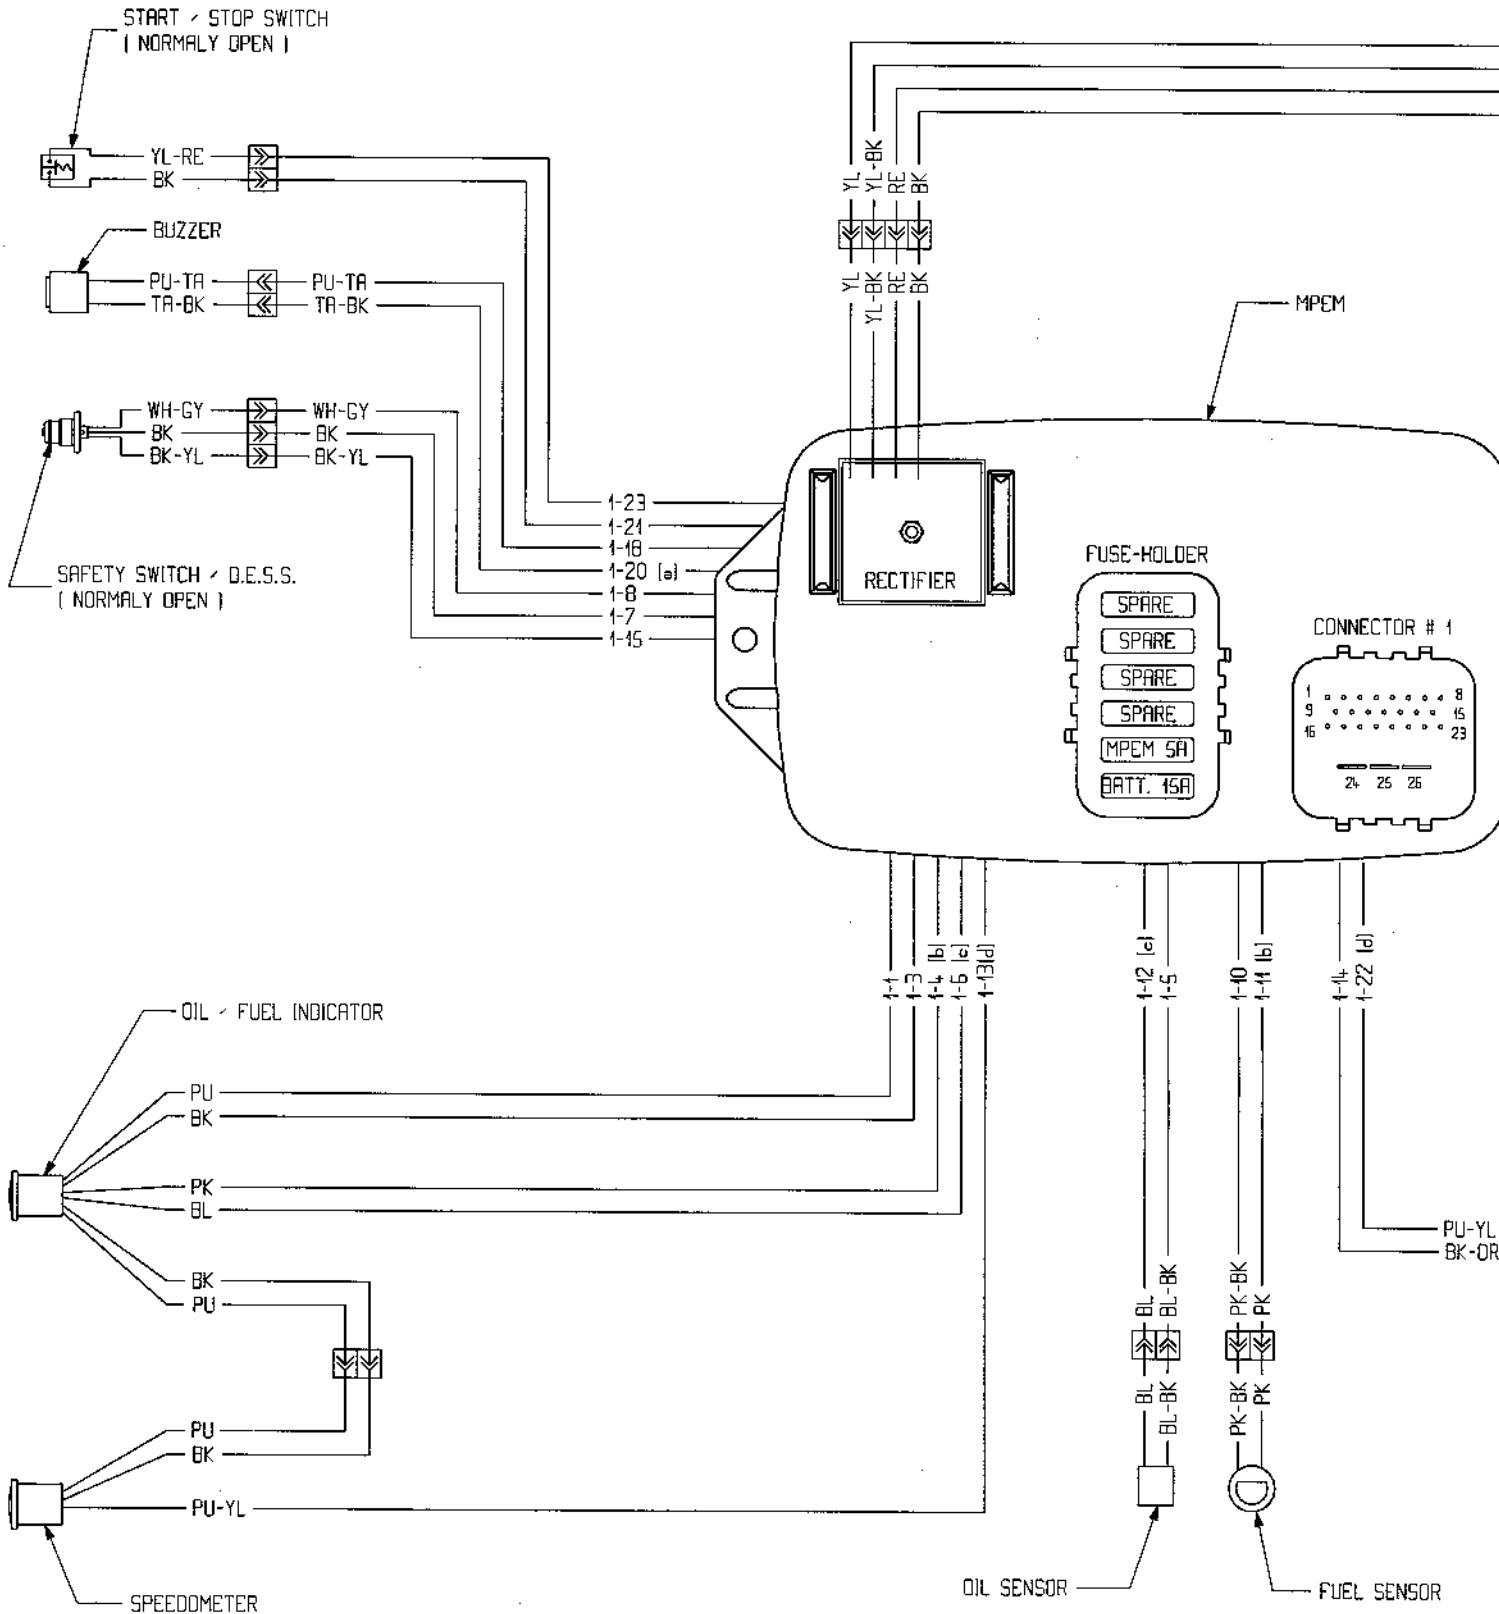 START / STOP SWITCH
( NORMALY OPEN )
YL-RE
BK
BUZZER
PU-TA PU-TA
TA-BK TA-BK
WH-GY WH-GY
BK BK
BK-YL BK-YL
SAFETY SWITCH / D.E.S.S.
( NORMALY OPEN )
YL YL-BK RE BK
YL YL-BK RE BK
MPEM
1-23
1-21
1-18
1-20 (a)
1-8
1-7
1-15
RECTIFIER
FUSE-HOLDER
SPARE
SPARE
SPARE
SPARE
MPEM 5A
BATT. 15A
CONNECTOR # 1
1 8
9 15
16 23
24 25 26
1-1
1-3
1-4 (b)
1-6 (c)
1-13(d)
1-12 (c)
1-5
1-10
1-11 (b)
1-14
1-22 (d)
OIL / FUEL INDICATOR
PU
BK
PK
BL
BK
PU
PU
BK
PU-YL
SPEEDOMETER
PU-YL
BK-OR
BL BL-BK PK-BK PK
BL BL-BK PK-BK PK
OIL SENSOR
FUEL SENSOR